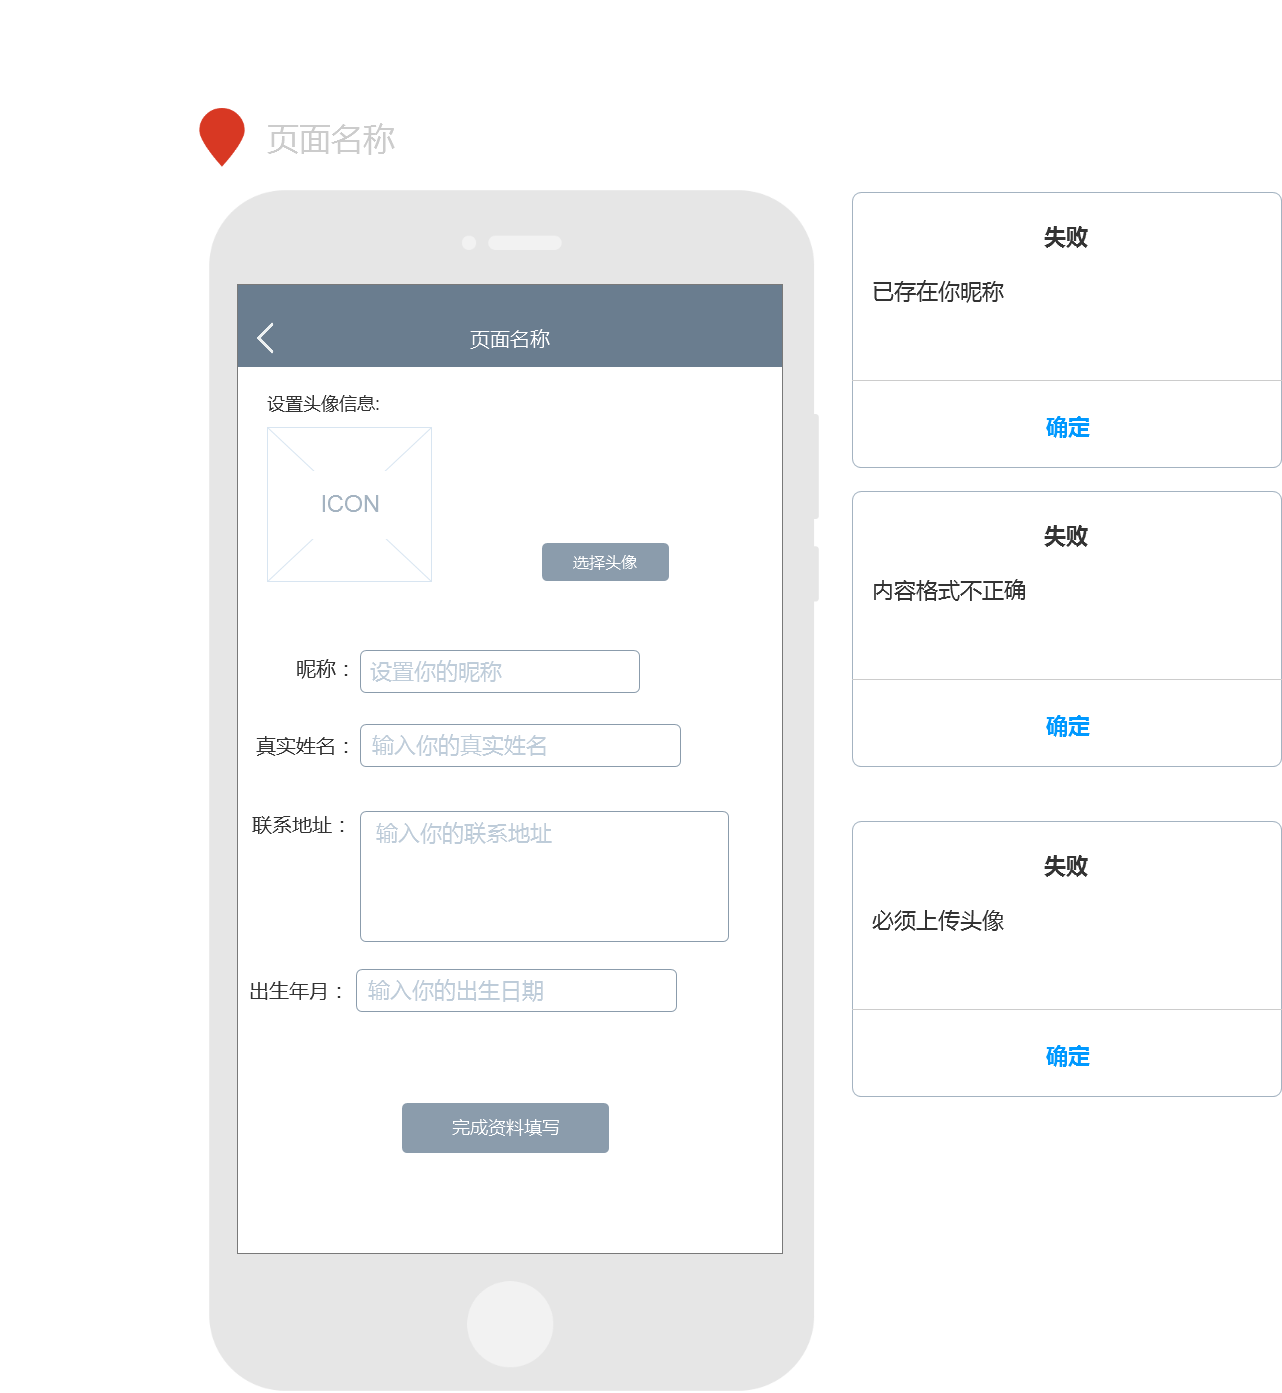 页面名称
页面名称
设置头像信息:
ICON
选择头像
昵称：
设置你的昵称
真实姓名：
输入你的真实姓名
联系地址：
输入你的联系地址
出生年月：
输入你的出生日期
完成资料填写
失败
已存在你昵称
确定
失败
内容格式不正确
确定
失败
必须上传头像
确定